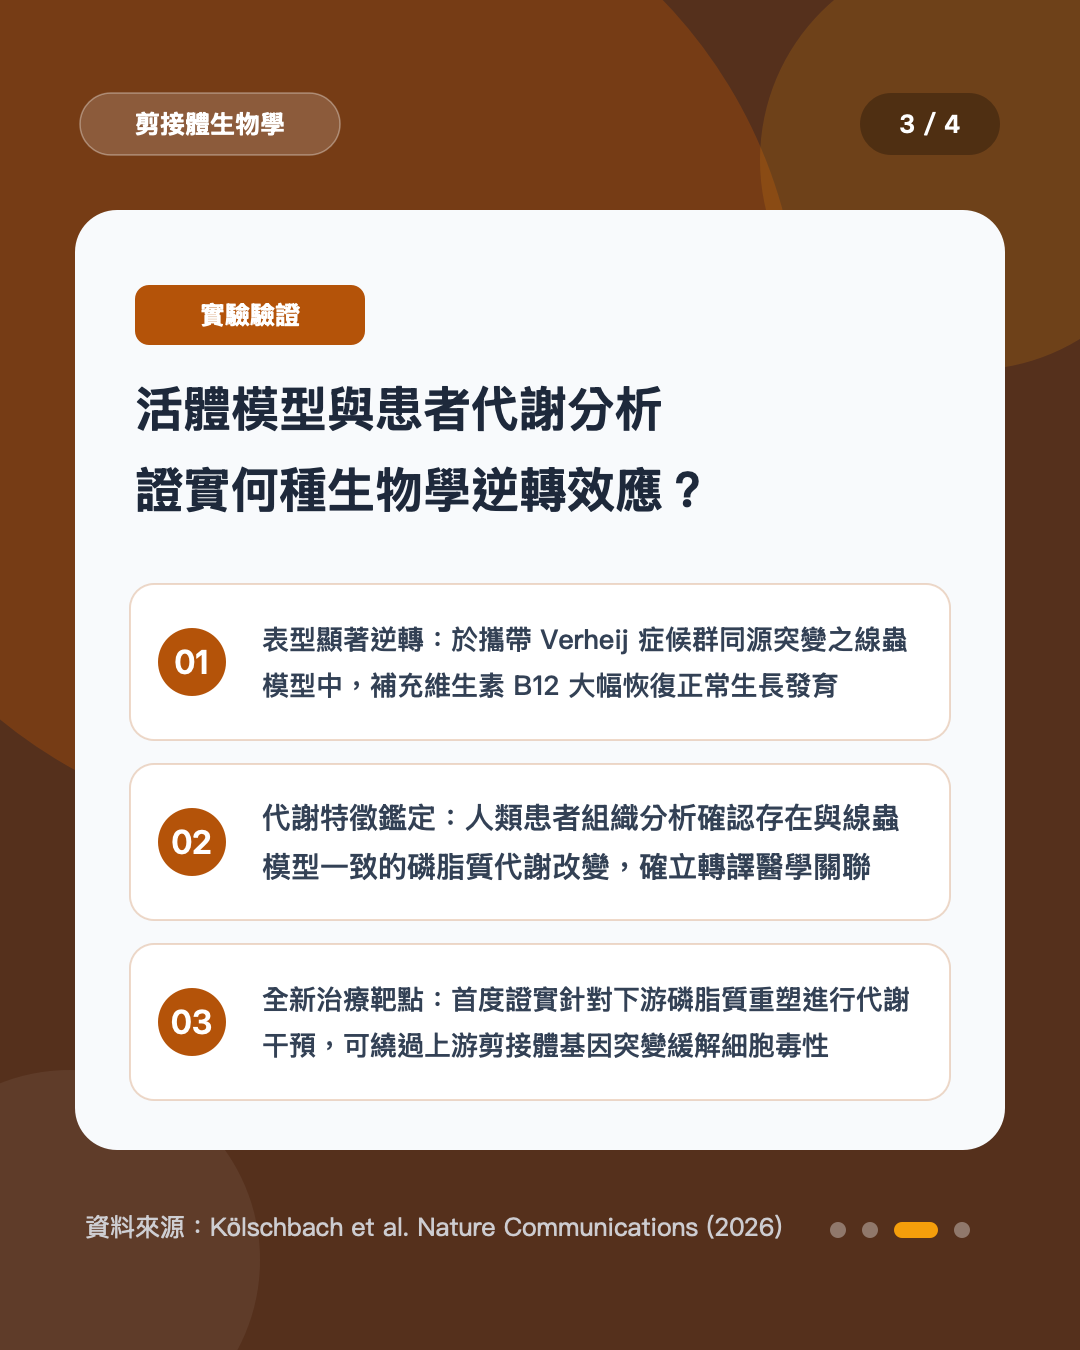 剪接體生物學
3 / 4
實驗驗證
活體模型與患者代謝分析
證實何種生物學逆轉效應？
01
表型顯著逆轉：於攜帶 Verheij 症候群同源突變之線蟲
模型中，補充維生素 B12 大幅恢復正常生長發育
02
代謝特徵鑑定：人類患者組織分析確認存在與線蟲
模型一致的磷脂質代謝改變，確立轉譯醫學關聯
03
全新治療靶點：首度證實針對下游磷脂質重塑進行代謝
干預，可繞過上游剪接體基因突變緩解細胞毒性
資料來源：Kölschbach et al. Nature Communications (2026)